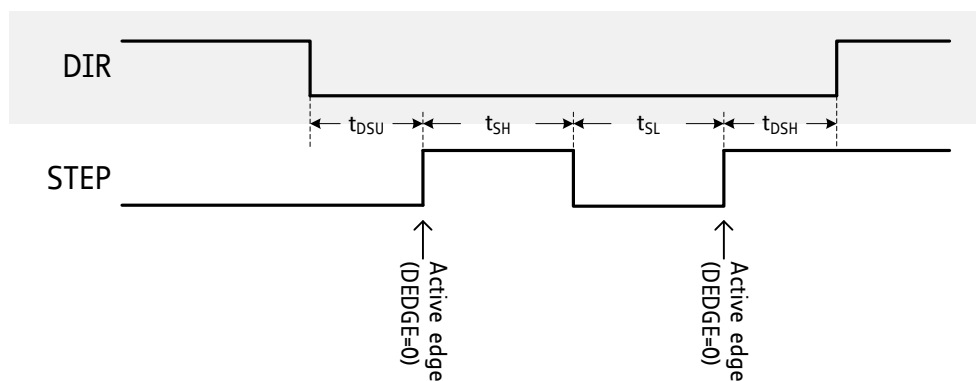 DIR
tDSU
tSH
tSL
tDSH
STEP
Active edge
(DEDGE=0)
Active edge
(DEDGE=0)